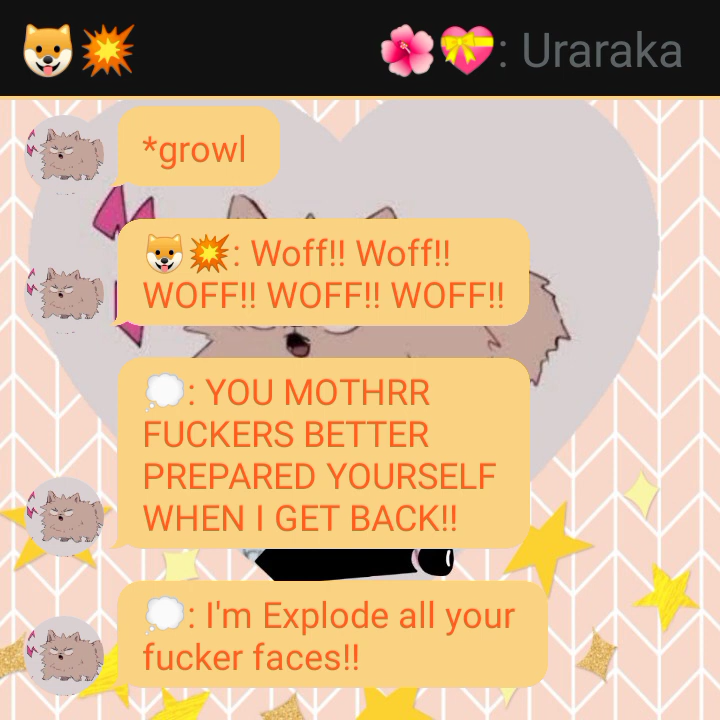 🐶💥 🌺💝: Uraraka
*growl
🐶💥: Woff!! Woff!!
WOFF!! WOFF!! WOFF!!
💭: YOU MOTHRR
FUCKERS BETTER
PREPARED YOURSELF
WHEN I GET BACK!!
💭: I'm Explode all your
fucker faces!!